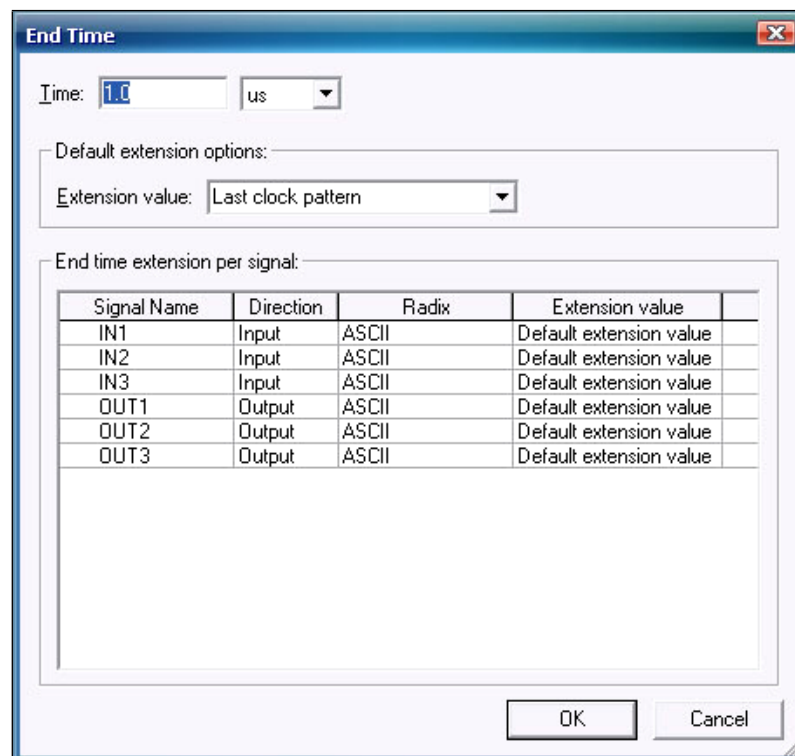 End Time
Time: 1.0 us
Default extension options:
Extension value: Last clock pattern
End time extension per signal:
Signal Name Direction Radix Extension value
IN1 Input ASCII Default extension value
IN2 Input ASCII Default extension value
IN3 Input ASCII Default extension value
OUT1 Output ASCII Default extension value
OUT2 Output ASCII Default extension value
OUT3 Output ASCII Default extension value
OK Cancel